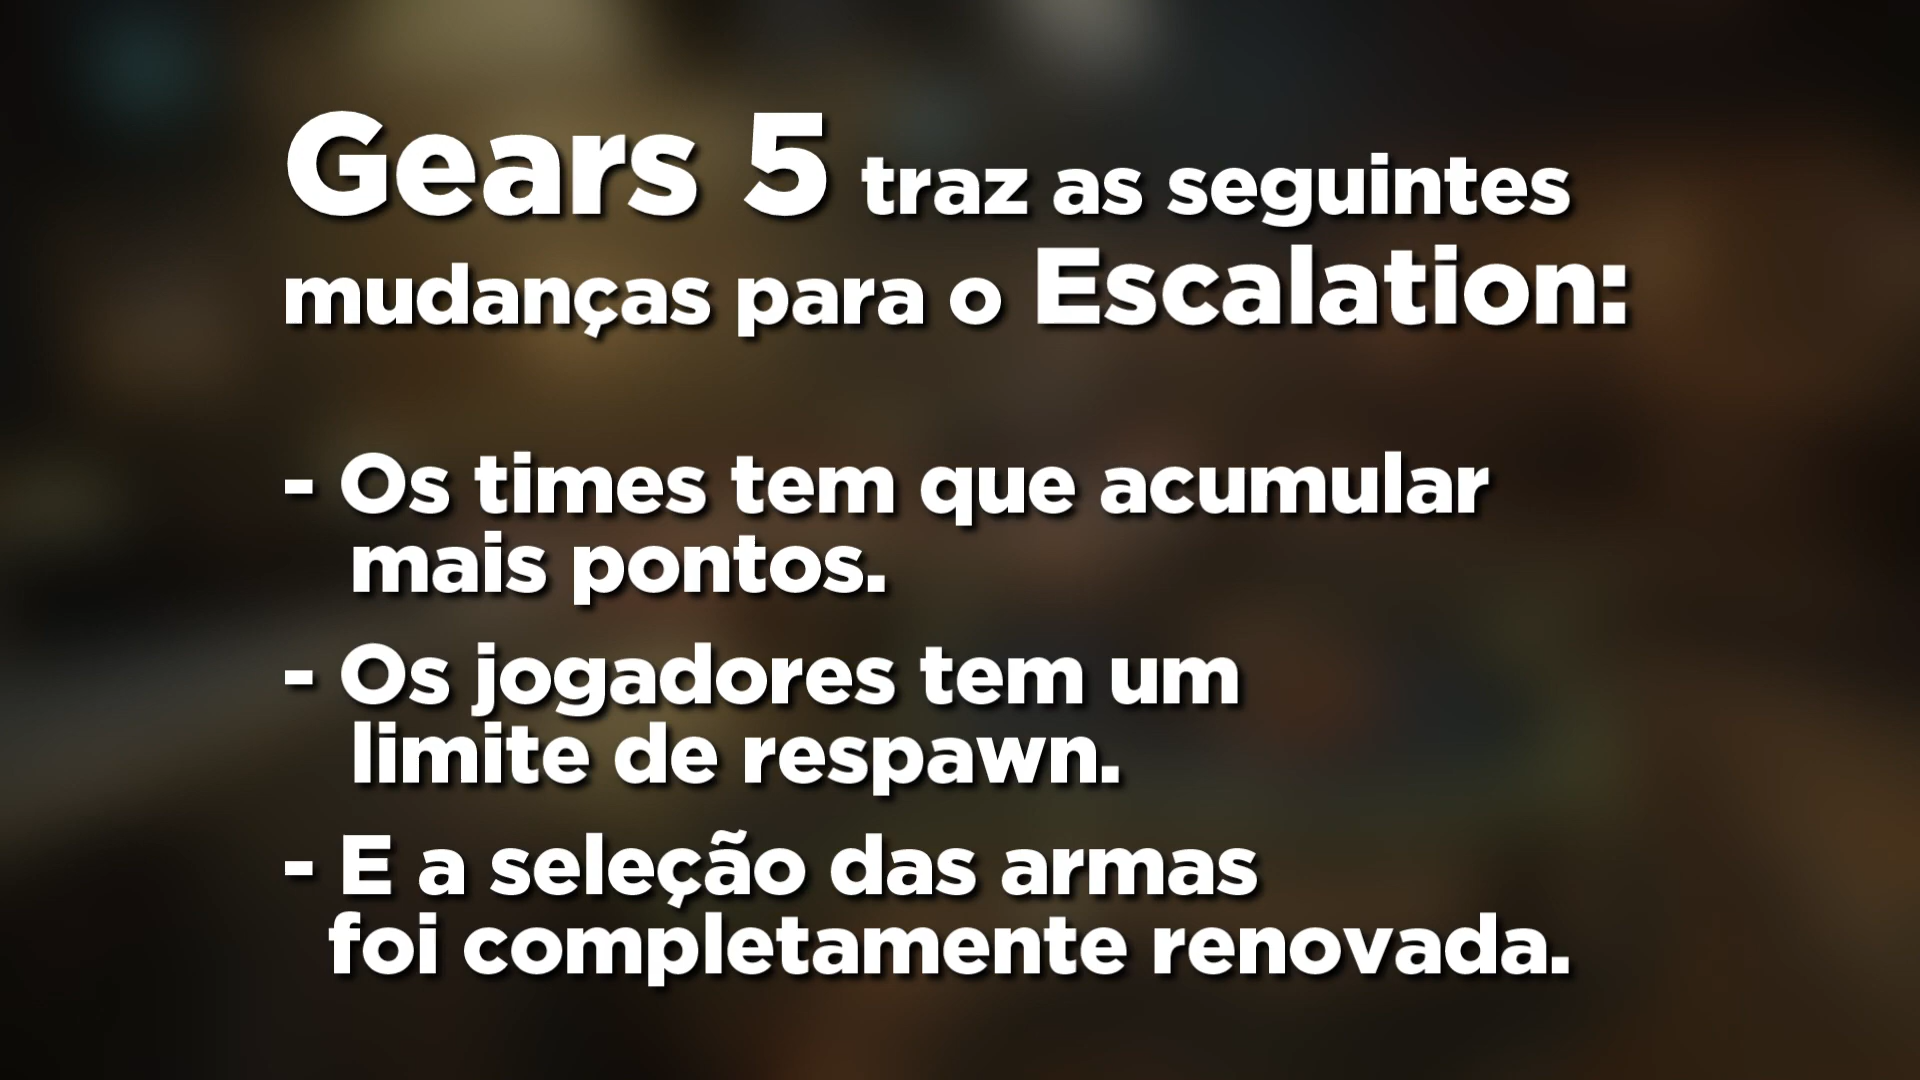 Gears 5 traz as seguintes
mudanças para o Escalation:
- Os times tem que acumular
mais pontos.
- Os jogadores tem um
limite de respawn.
- E a seleção das armas
foi completamente renovada.